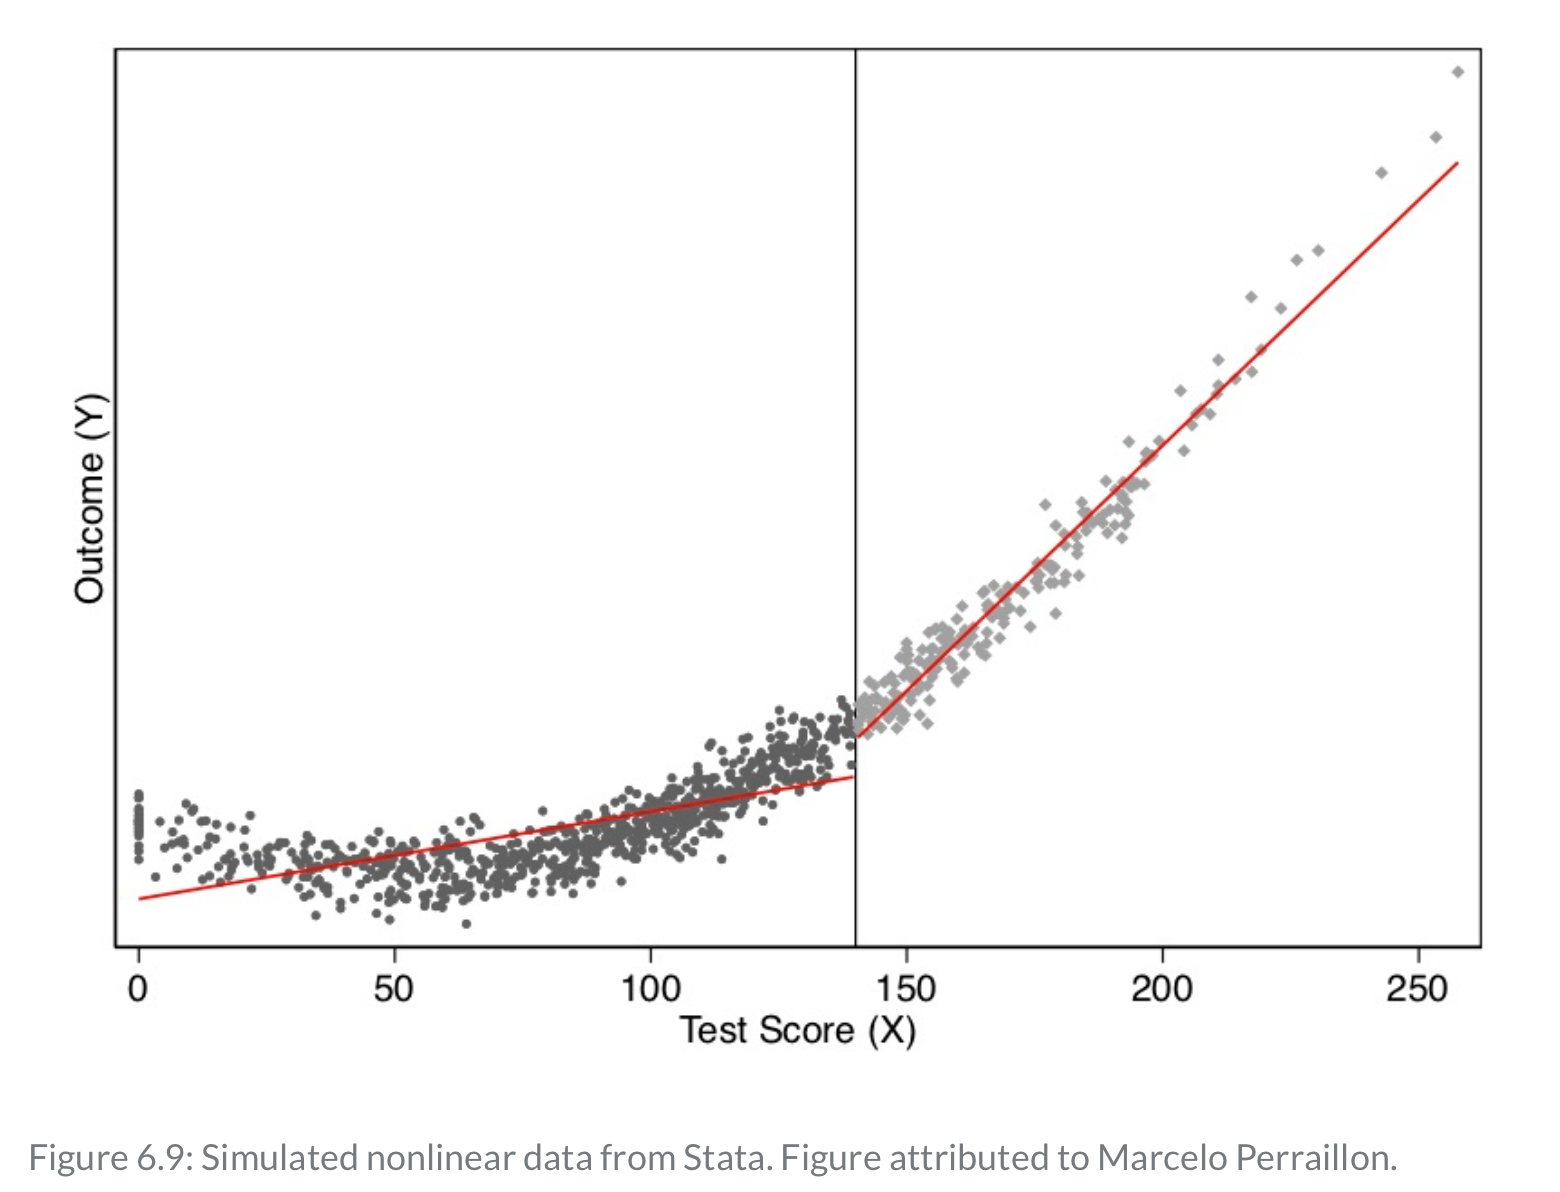 Outcome (Y)
0 50 100 150 200 250
Test Score (X)
Figure 6.9: Simulated nonlinear data from Stata. Figure attributed to Marcelo Perraillon.